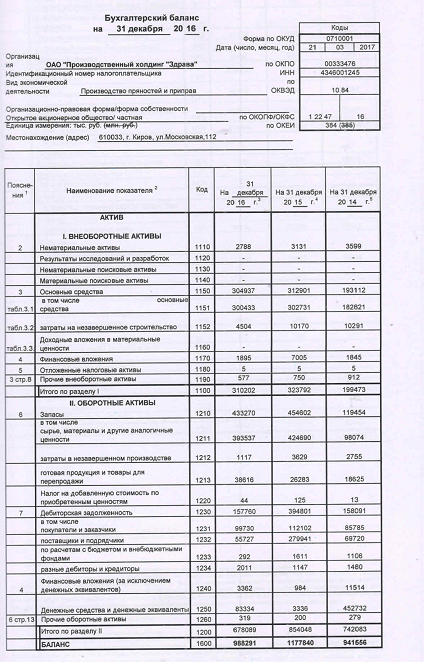 Бухгалтерский баланс
на 31 декабря 20 16 г.
Коды
Форма по ОКУД 0710001
Дата (число, месяц, год) 21 03 2017
Организац
ия ОАО "Производственный холдинг "Здрава" по ОКПО 00333476
Идентификационный номер налогоплательщика ИНН 4346001245
Вид экономической по
деятельности Производство пряностей и приправ ОКВЭД 10.84
Организационно-правовая форма/форма собственности
Открытое акционерное общество/ частная по ОКОПФ/ОКФС 1 22 47 16
Единица измерения: тыс. руб. (млн. руб.) по ОКЕИ 384 (385)
Местонахождение (адрес) 610033, г. Киров, ул.Московская,112
Поясне-
ния 1 Наименование показателя 2 Код На 31 декабря 20 16 г.3 На 31 декабря 20 15 г.4 На 31 декабря 20 14 г.5
АКТИВ
I. ВНЕОБОРОТНЫЕ АКТИВЫ
2 Нематериальные активы 1110 2788 3131 3599
Результаты исследований и разработок 1120 - - -
Нематериальные поисковые активы 1130 - - -
Материальные поисковые активы 1140 - - -
3 Основные средства 1150 304937 312901 193112
в том числе основные
табл.3.1 средства 1151 300433 302731 182821
табл.3.2 затраты на незавершенное строительство 1152 4504 10170 10291
Доходные вложения в материальные
табл.3.3. ценности 1160 - - -
4 Финансовые вложения 1170 1895 7005 1845
5 Отложенные налоговые активы 1180 5 5 5
3 стр.8 Прочие внеоборотные активы 1190 577 750 912
Итого по разделу I 1100 310202 323792 199473
II. ОБОРОТНЫЕ АКТИВЫ
6 Запасы 1210 433270 454602 119454
в том числе
сырье, материалы и другие аналогичные
ценности 1211 393537 424690 98074
затраты в незавершенном производстве 1212 1117 3629 2755
готовая продукция и товары для
перепродажи 1213 38616 26283 18625
Налог на добавленную стоимость по
приобретенным ценностям 1220 44 125 13
7 Дебиторская задолженность 1230 157760 394801 158091
в том числе
покупатели и заказчики 1231 99730 112102 85785
поставщики и подрядчики 1232 55727 279941 69720
по расчетам с бюджетом и внебюджетными
фондами 1233 292 1611 1106
разные дебиторы и кредиторы 1234 2011 1147 1480
Финансовые вложения (за исключением
4 денежных эквивалентов) 1240 3362 984 11514
Денежные средства и денежные эквиваленты 1250 83334 3336 452732
6 стр.13 Прочие оборотные активы 1260 319 200 279
Итого по разделу II 1200 678089 854048 742083
БАЛАНС 1600 988291 1177840 941556